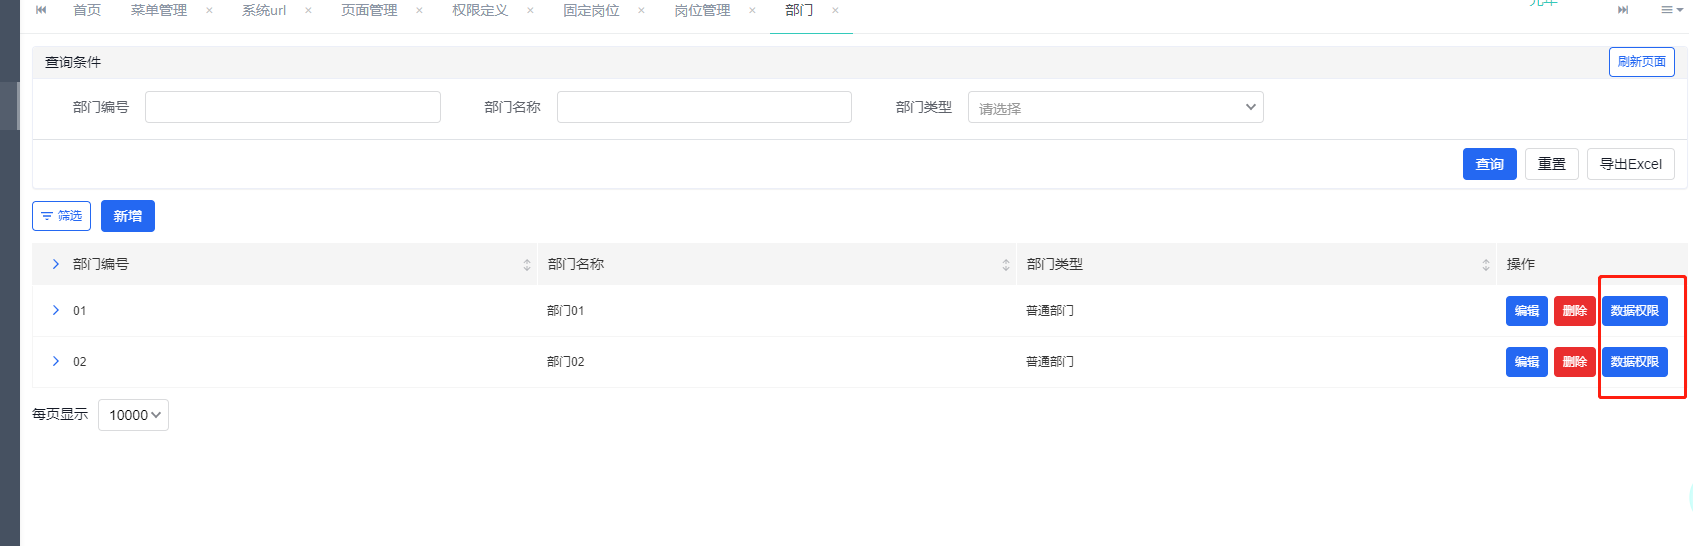 首页 菜单管理 × 系统url × 页面管理 × 权限定义 × 固定岗位 × 岗位管理 × 部门 ×
查询条件 刷新页面
部门编号 部门名称 部门类型 请选择
查询 重置 导出Excel
筛选 新增
部门编号 部门名称 部门类型 操作
01 部门01 普通部门 编辑 删除 数据权限
02 部门02 普通部门 编辑 删除 数据权限
每页显示 10000